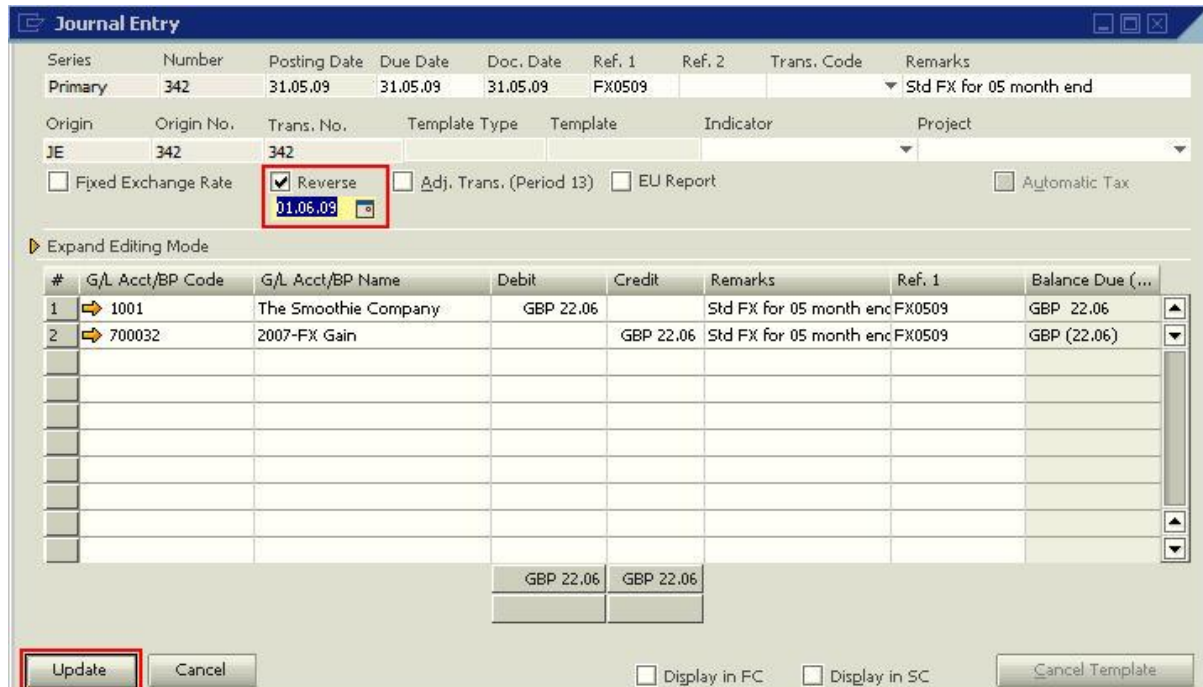 Journal Entry
Series Number Posting Date Due Date Doc. Date Ref. 1 Ref. 2 Trans. Code Remarks
Primary 342 31.05.09 31.05.09 31.05.09 FX0509 Std FX for 05 month end
Origin Origin No. Trans. No. Template Type Template Indicator Project
JE 342 342
Fixed Exchange Rate Reverse Adj. Trans. (Period 13) EU Report Automatic Tax
01.06.09
Expand Editing Mode
# G/L Acct/BP Code G/L Acct/BP Name Debit Credit Remarks Ref. 1 Balance Due (...
1 1001 The Smoothie Company GBP 22.06 Std FX for 05 month enc FX0509 GBP 22.06
2 700032 2007-FX Gain GBP 22.06 Std FX for 05 month enc FX0509 GBP (22.06)
GBP 22.06 GBP 22.06
Update Cancel Display in FC Display in SC Cancel Template